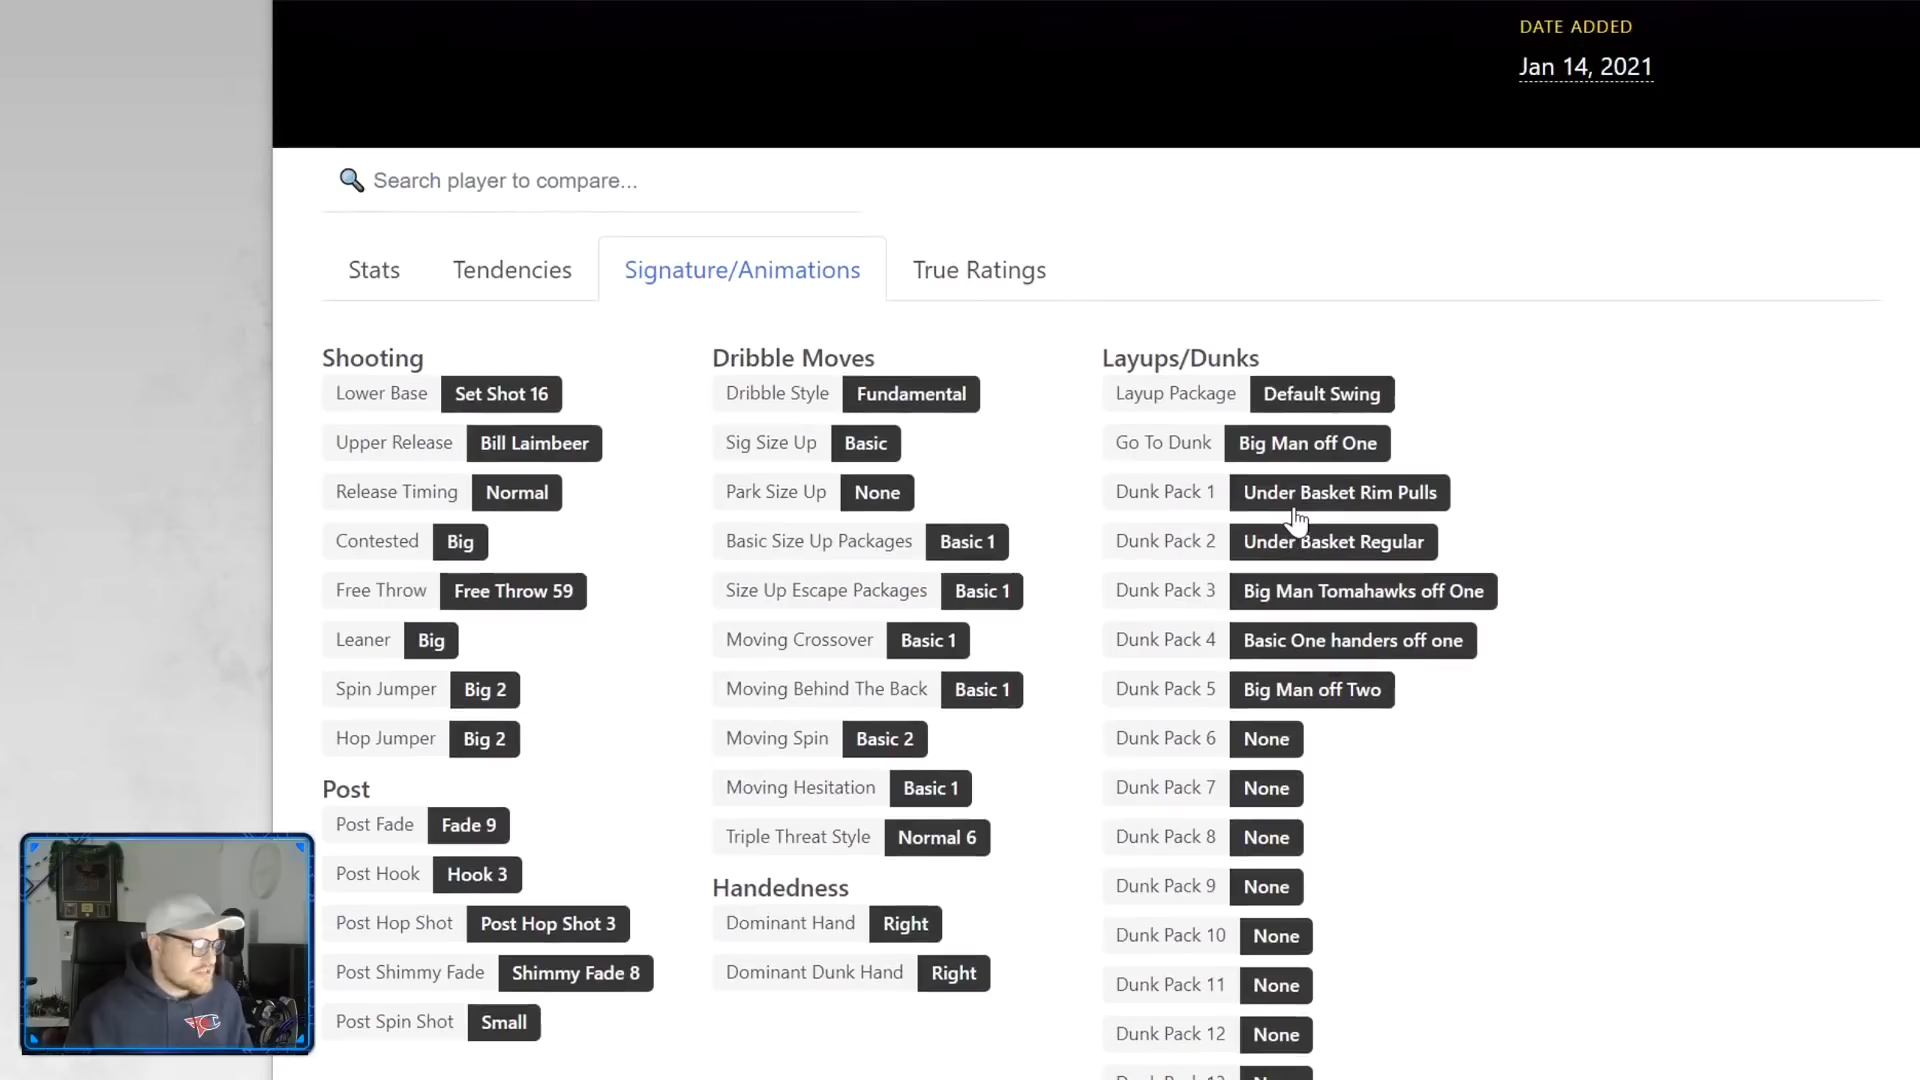 DATE ADDED
Jan 14, 2021
Search player to compare...
Stats Tendencies Signature/Animations True Ratings
Shooting
Lower Base Set Shot 16
Upper Release Bill Laimbeer
Release Timing Normal
Contested Big
Free Throw Free Throw 59
Leaner Big
Spin Jumper Big 2
Hop Jumper Big 2
Post
Post Fade Fade 9
Post Hook Hook 3
Post Hop Shot Post Hop Shot 3
Post Shimmy Fade Shimmy Fade 8
Post Spin Shot Small
Dribble Moves
Dribble Style Fundamental
Sig Size Up Basic
Park Size Up None
Basic Size Up Packages Basic 1
Size Up Escape Packages Basic 1
Moving Crossover Basic 1
Moving Behind The Back Basic 1
Moving Spin Basic 2
Moving Hesitation Basic 1
Triple Threat Style Normal 6
Handedness
Dominant Hand Right
Dominant Dunk Hand Right
Layups/Dunks
Layup Package Default Swing
Go To Dunk Big Man off One
Dunk Pack 1 Under Basket Rim Pulls
Dunk Pack 2 Under Basket Regular
Dunk Pack 3 Big Man Tomahawks off One
Dunk Pack 4 Basic One handers off one
Dunk Pack 5 Big Man off Two
Dunk Pack 6 None
Dunk Pack 7 None
Dunk Pack 8 None
Dunk Pack 9 None
Dunk Pack 10 None
Dunk Pack 11 None
Dunk Pack 12 None